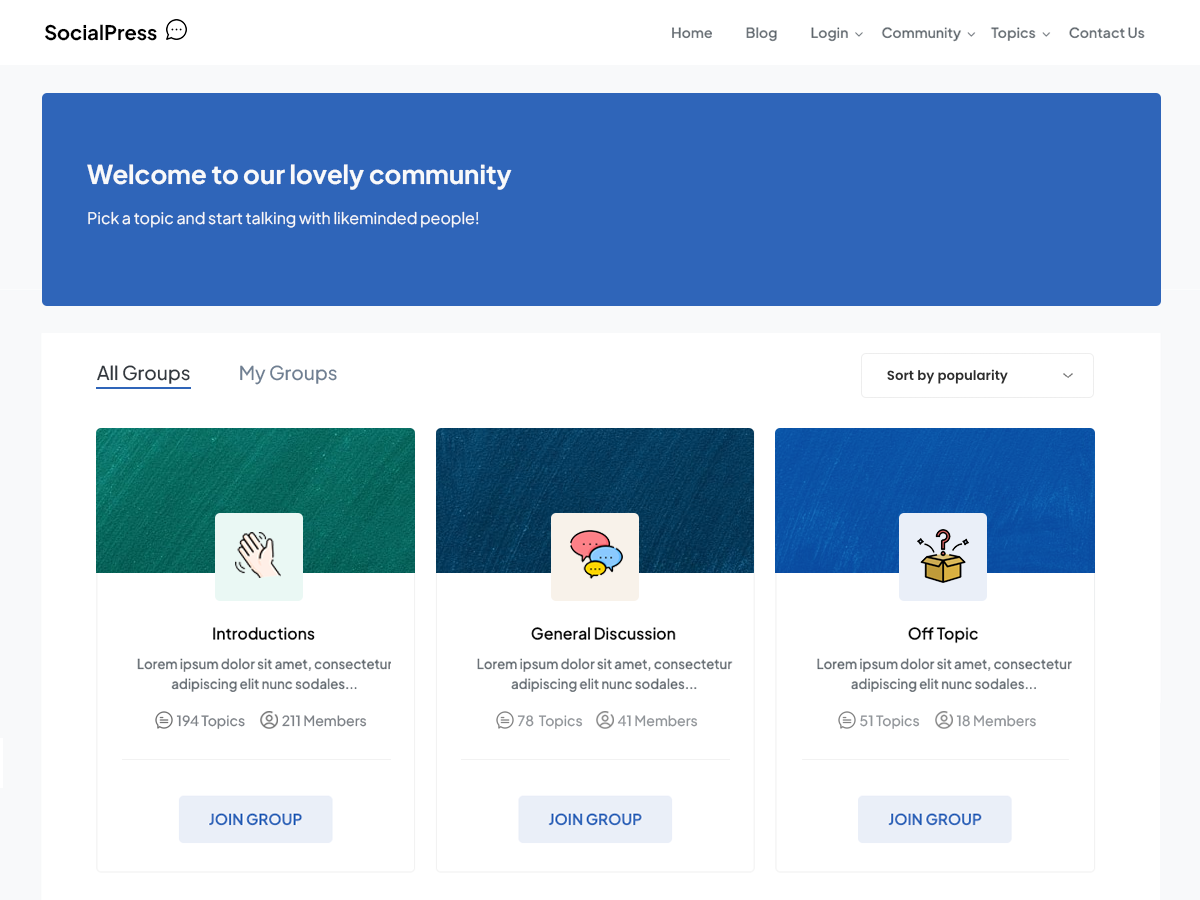 SocialPress
Home Blog Login Community Topics Contact Us
Welcome to our lovely community
Pick a topic and start talking with likeminded people!
All Groups My Groups Sort by popularity
Introductions
Lorem ipsum dolor sit amet, consectetur
adipiscing elit nunc sodales...
194 Topics 211 Members
JOIN GROUP
General Discussion
Lorem ipsum dolor sit amet, consectetur
adipiscing elit nunc sodales...
78 Topics 41 Members
JOIN GROUP
Off Topic
Lorem ipsum dolor sit amet, consectetur
adipiscing elit nunc sodales...
51 Topics 18 Members
JOIN GROUP